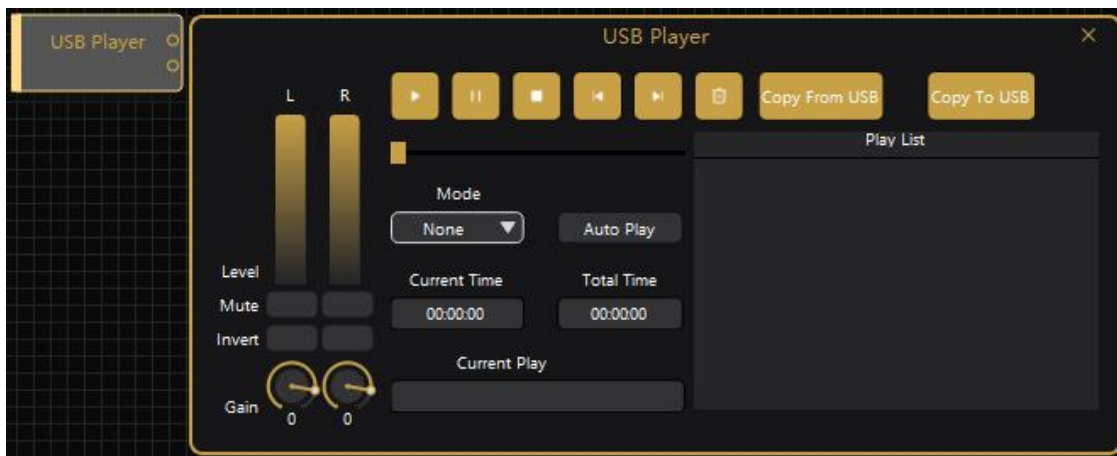 USB Player
USB Player
L R
Copy From USB Copy To USB
Play List
Mode
None Auto Play
Level
Current Time Total Time
Mute 00:00:00 00:00:00
Invert
Current Play
Gain
0 0